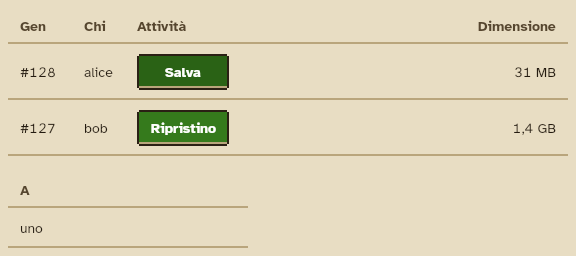 Gen Chi Attività Dimensione
#128 alice Salva 31 MB
#127 bob Ripristino 1,4 GB
A
uno